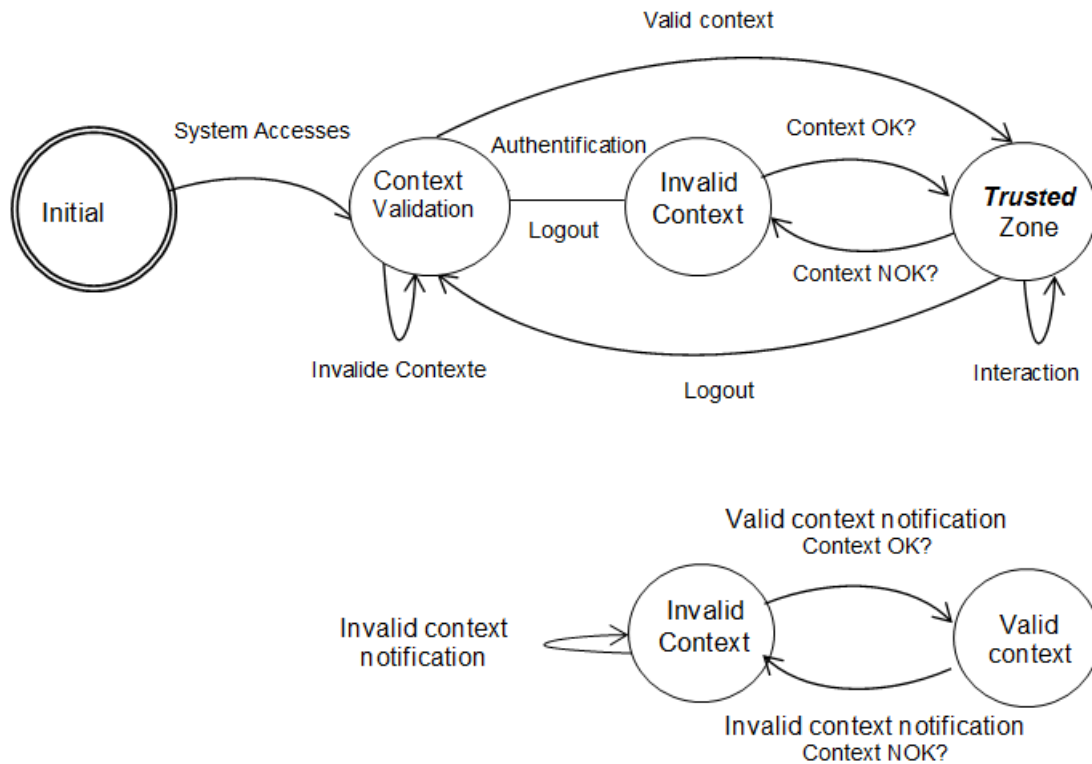 Valid context
System Accesses
Authentification
Context OK?
Initial
Context
Validation
Invalid
Context
Trusted
Zone
Logout
Context NOK?
Invalide Contexte
Logout
Interaction
Valid context notification
Context OK?
Invalid context
notification
Invalid
Context
Valid
context
Invalid context notification
Context NOK?